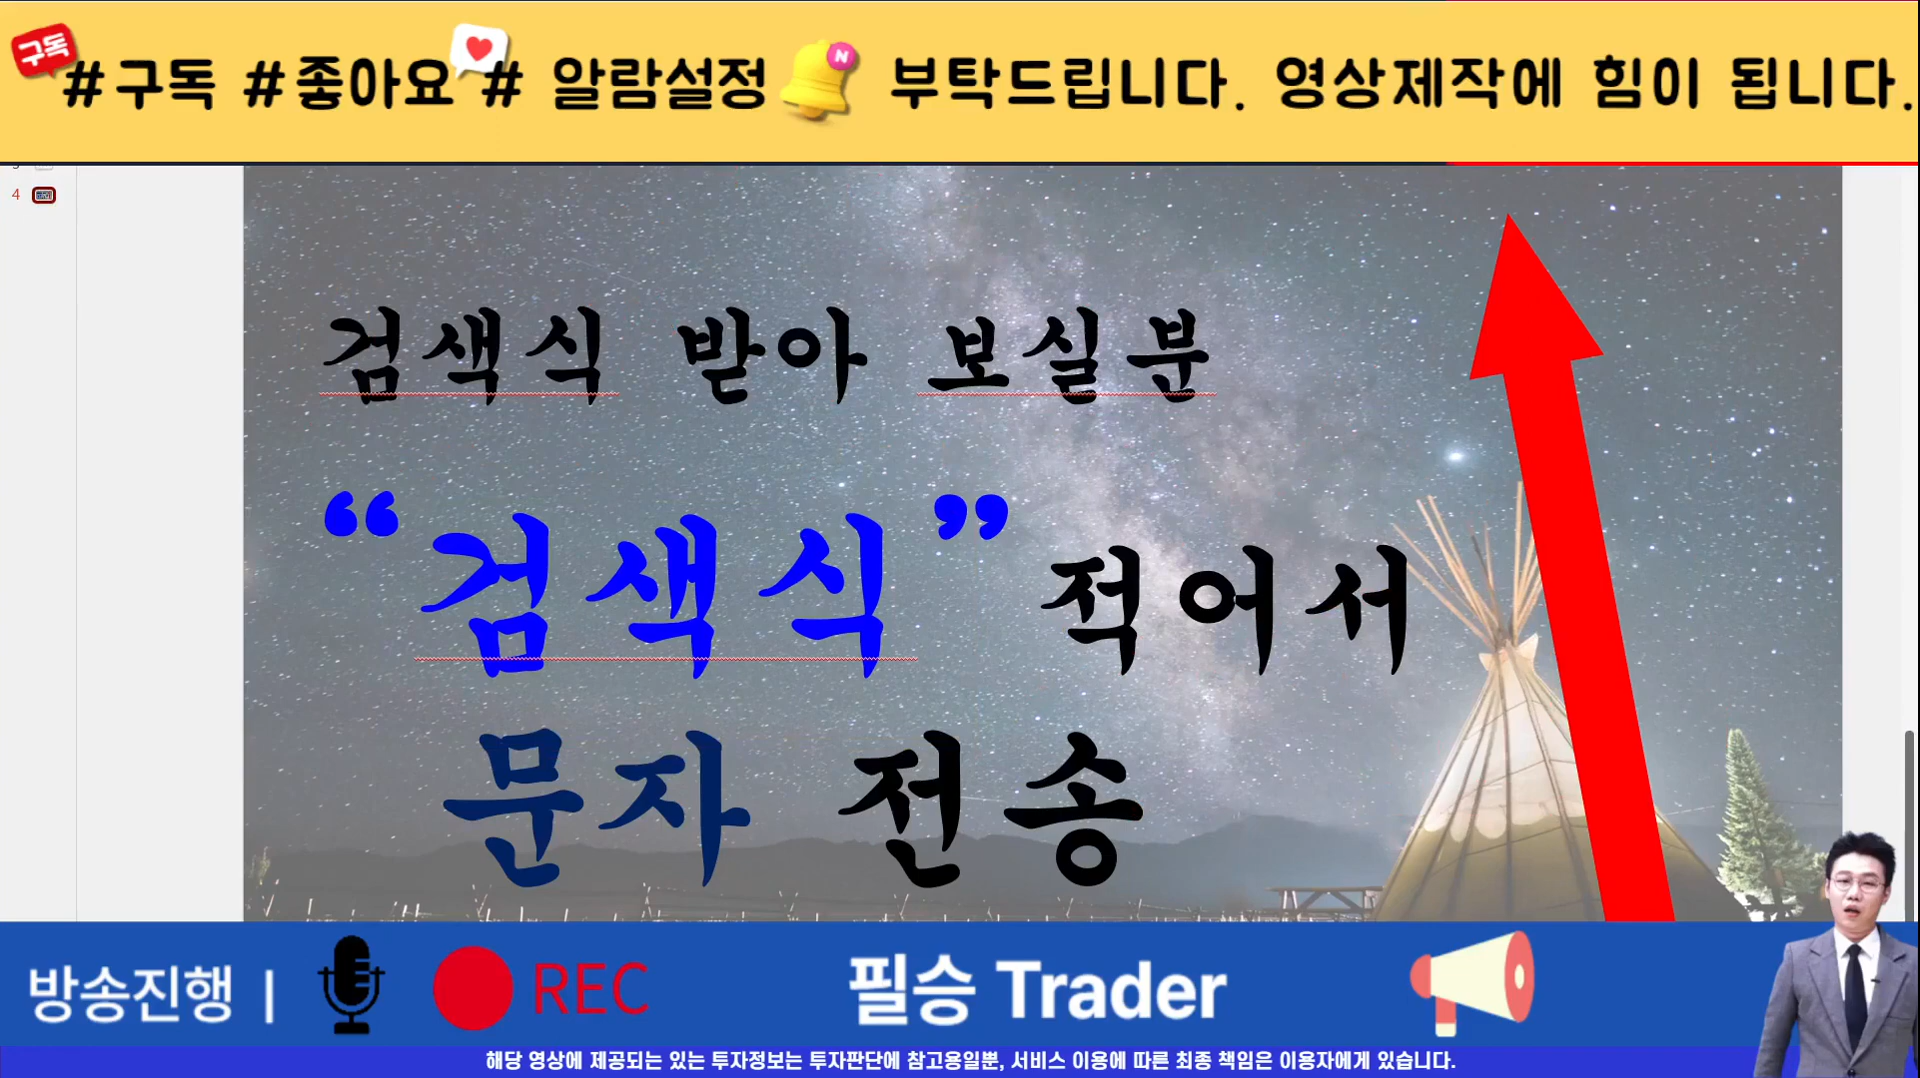 구독
#구독 #좋아요 # 알람설정 N 부탁드립니다. 영상제작에 힘이 됩니다.
4
검색식 받아 보실분
“검색식” 적어서
문자 전송
방송진행 | REC 필승 Trader
해당 영상에 제공되는 있는 투자정보는 투자판단에 참고용일뿐, 서비스 이용에 따른 최종 책임은 이용자에게 있습니다.